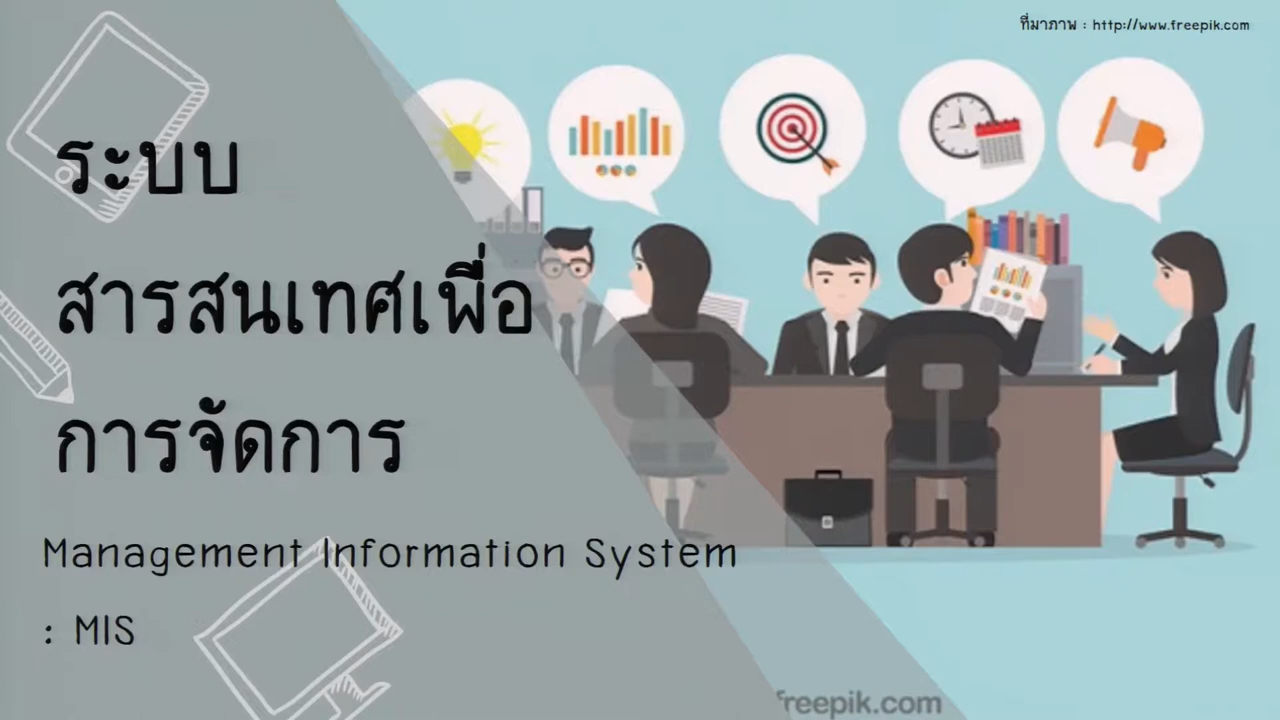 ที่มาภาพ : http://www.freepik.com
ระบบ
สารสนเทศเพื่อ
การจัดการ
Management Information System
: MIS
freepik.com